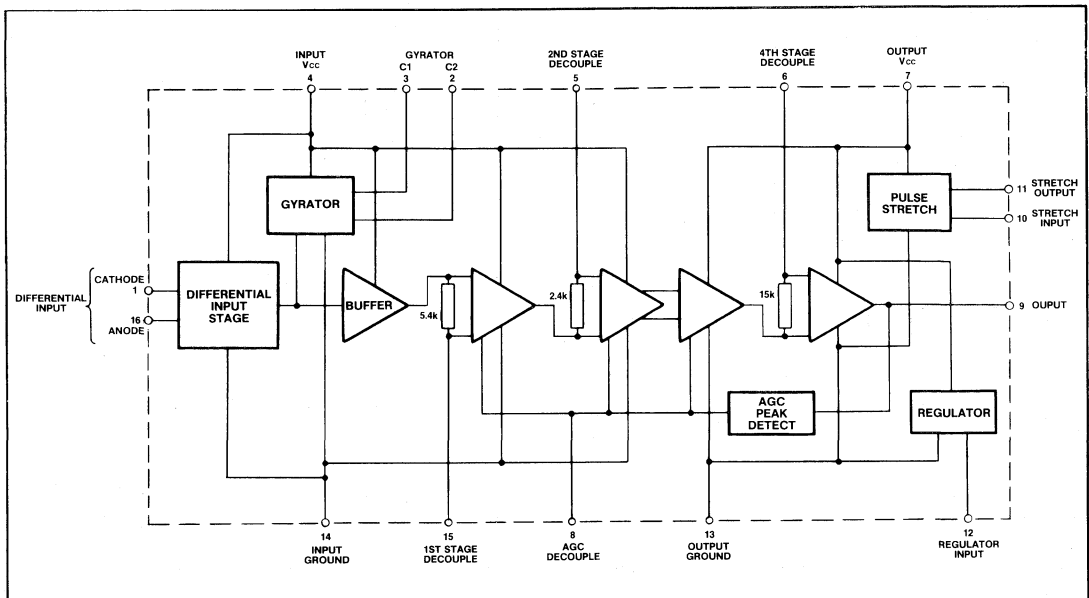 INPUT
Vcc
4
GYRATOR
C1 C2
3 2
2ND STAGE
DECOUPLE
5
4TH STAGE
DECOUPLE
6
OUTPUT
Vcc
7
GYRATOR
PULSE
STRETCH
11 STRETCH
OUTPUT
10 STRETCH
INPUT
DIFFERENTIAL
INPUT
CATHODE
1
16
ANODE
DIFFERENTIAL
INPUT
STAGE
BUFFER
5.4k
2.4k
15k
9 OUPUT
AGC
PEAK
DETECT
REGULATOR
14
INPUT
GROUND
15
1ST STAGE
DECOUPLE
8
AGC
DECOUPLE
13
OUTPUT
GROUND
12
REGULATOR
INPUT